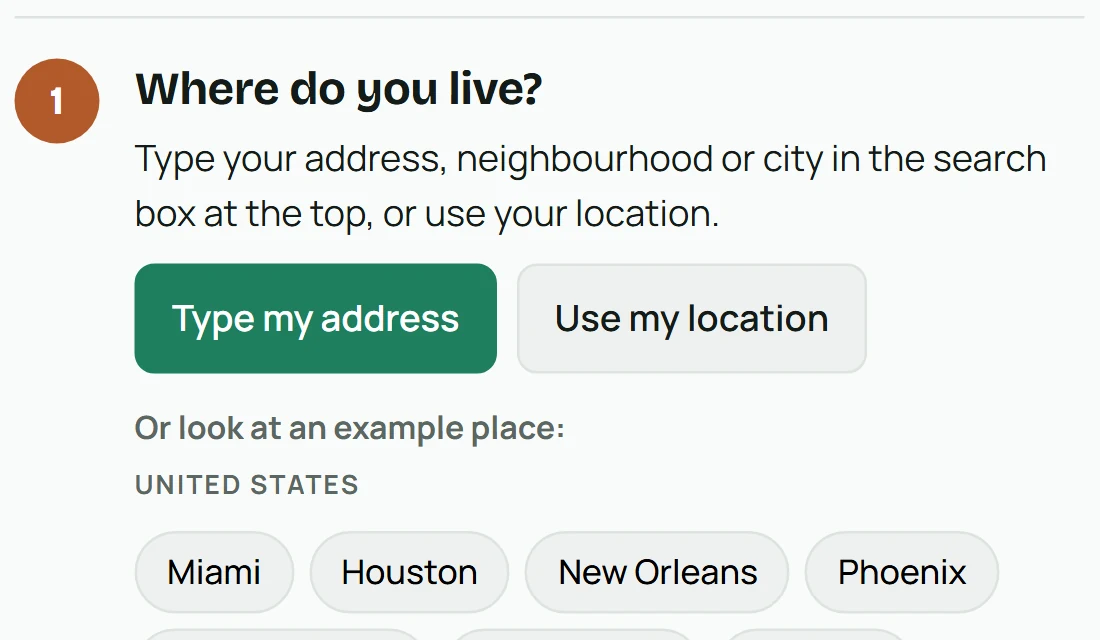 1
Where do you live?
Type your address, neighbourhood or city in the search
box at the top, or use your location.
Type my address
Use my location
Or look at an example place:
UNITED STATES
Miami
Houston
New Orleans
Phoenix